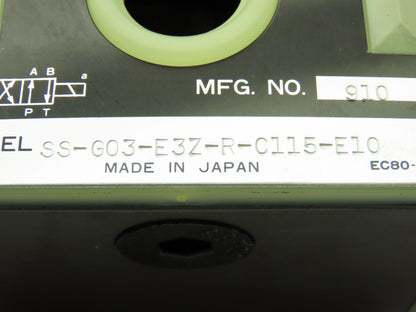 A B
a
P T
MFG. NO. 910
EL SS-G03-E3Z-R-C115-E10
MADE IN JAPAN
EC80-